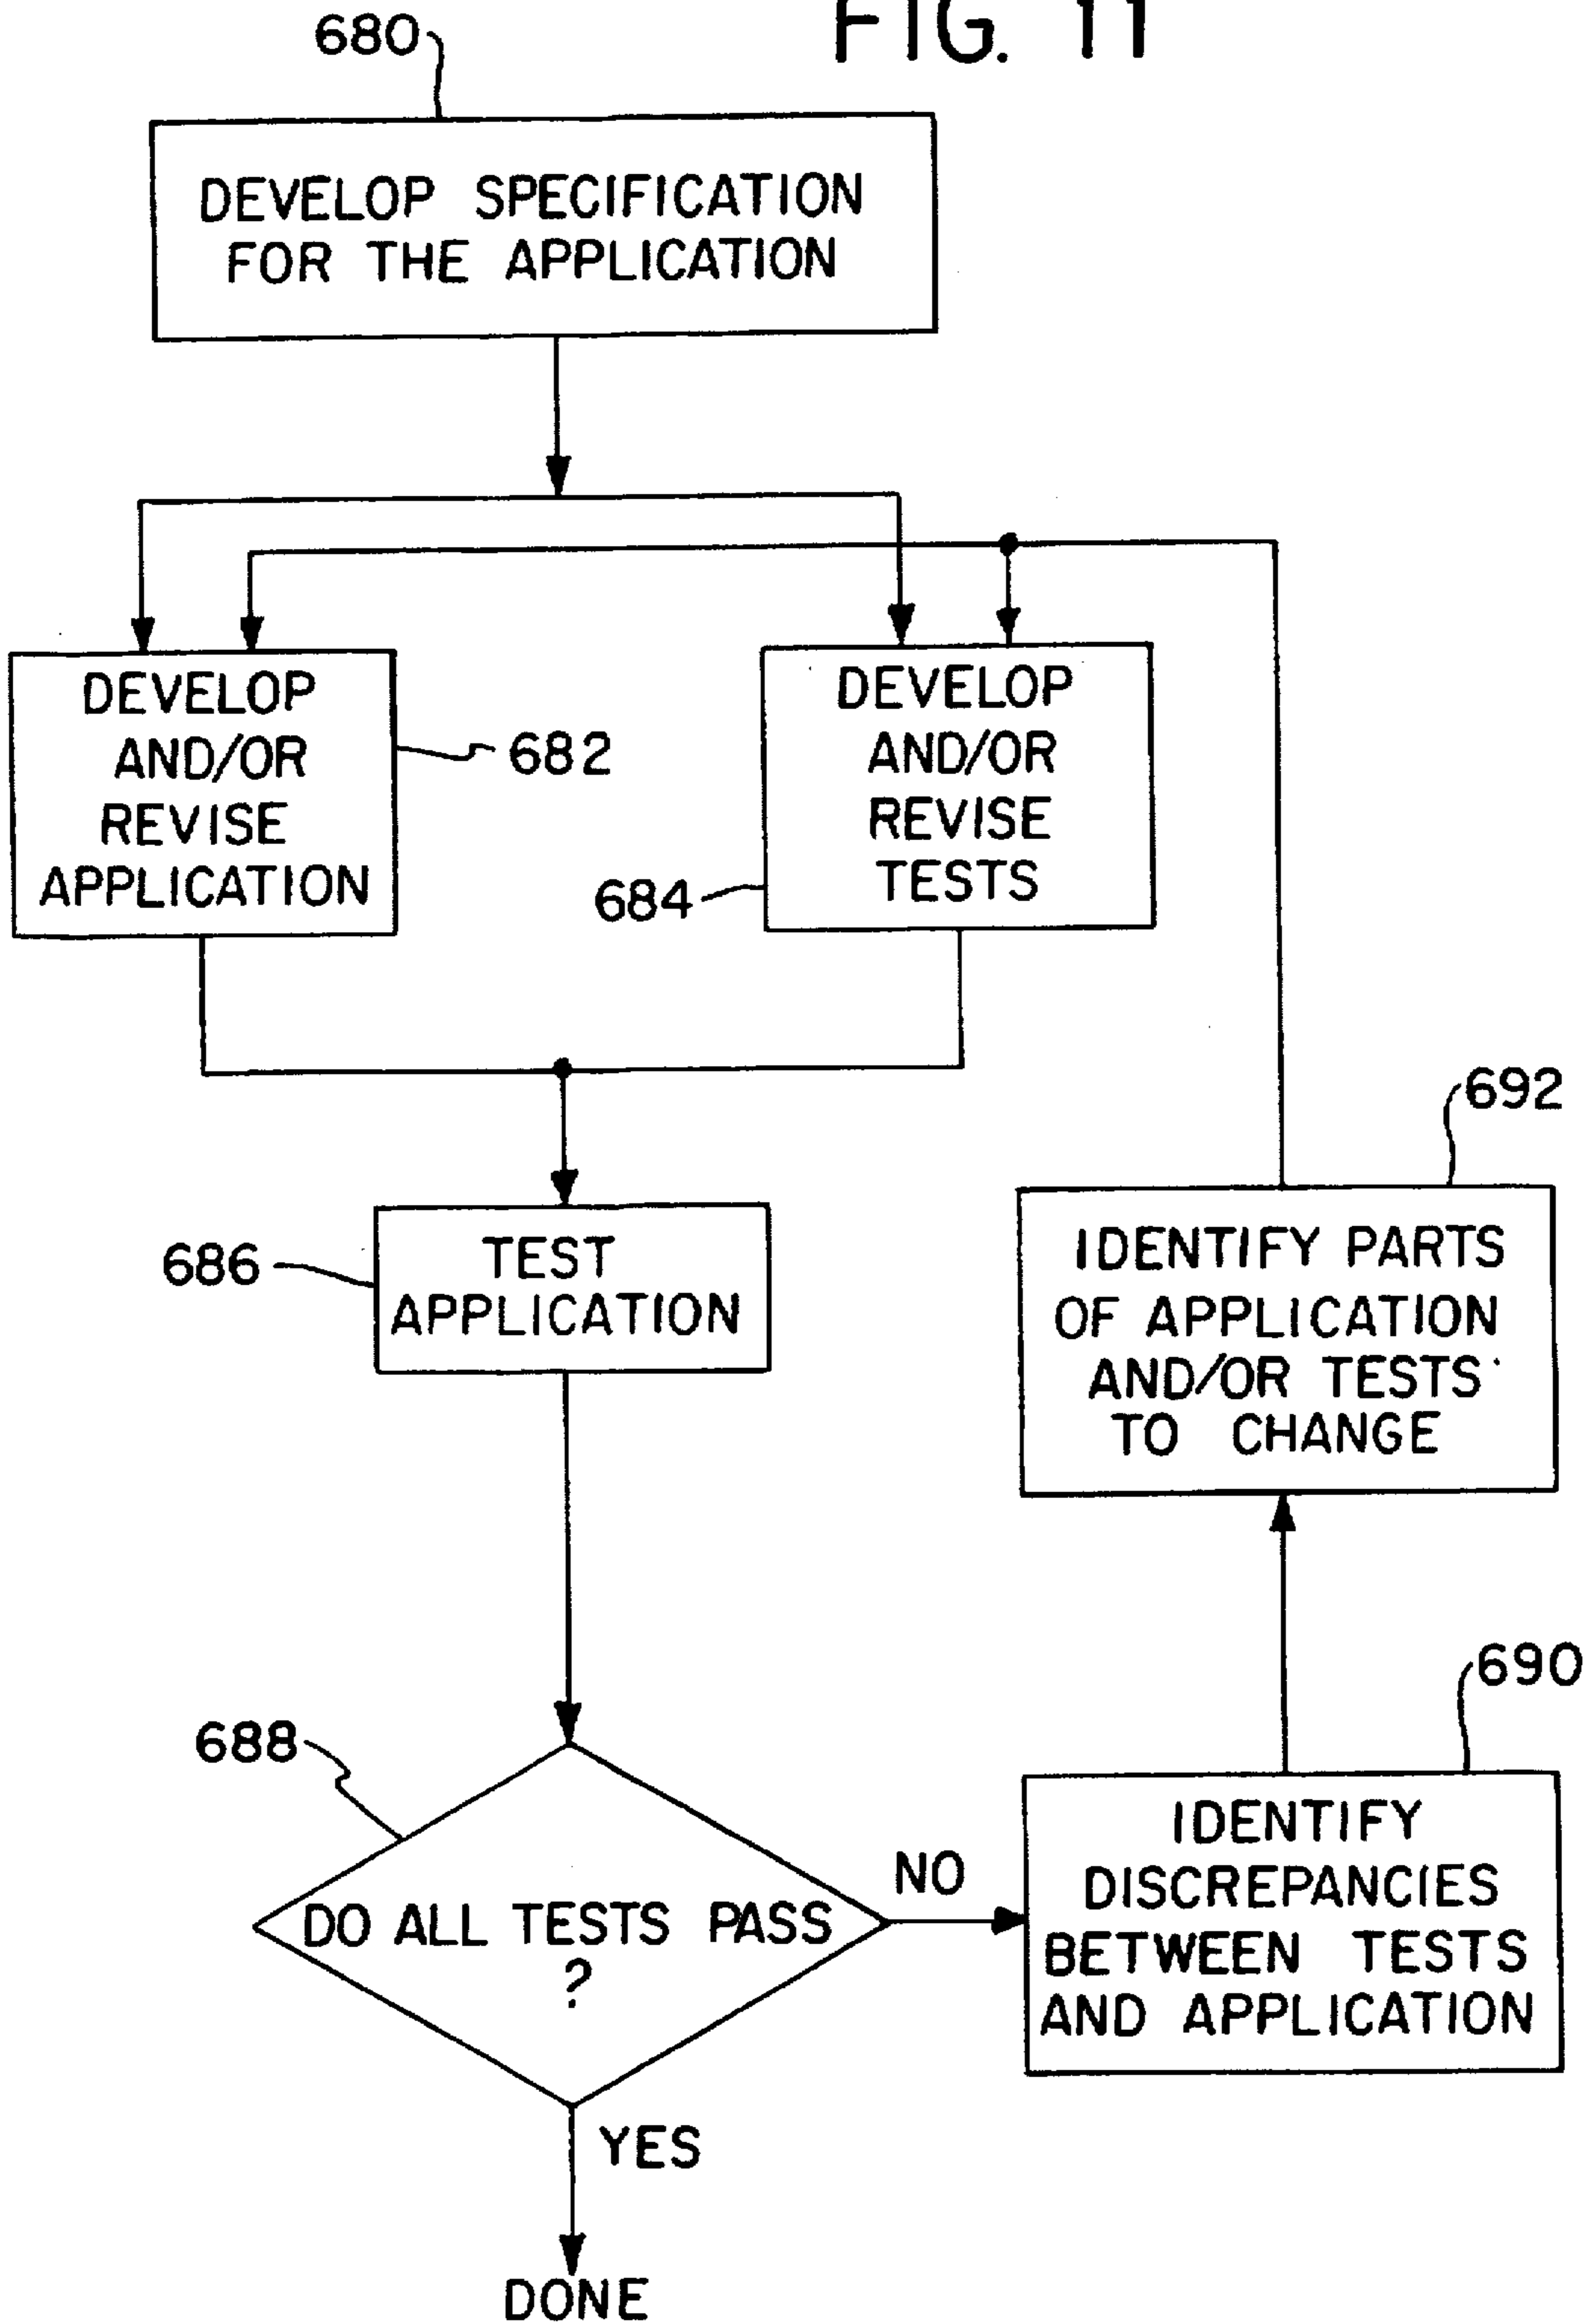 FIG. 11
680
DEVELOP SPECIFICATION
FOR THE APPLICATION
DEVELOP
AND/OR
REVISE
APPLICATION
682
DEVELOP
AND/OR
REVISE
TESTS
684
692
686
TEST
APPLICATION
IDENTIFY PARTS
OF APPLICATION
AND/OR TESTS
TO CHANGE
690
688
DO ALL TESTS PASS
?
NO
IDENTIFY
DISCREPANCIES
BETWEEN TESTS
AND APPLICATION
YES
DONE